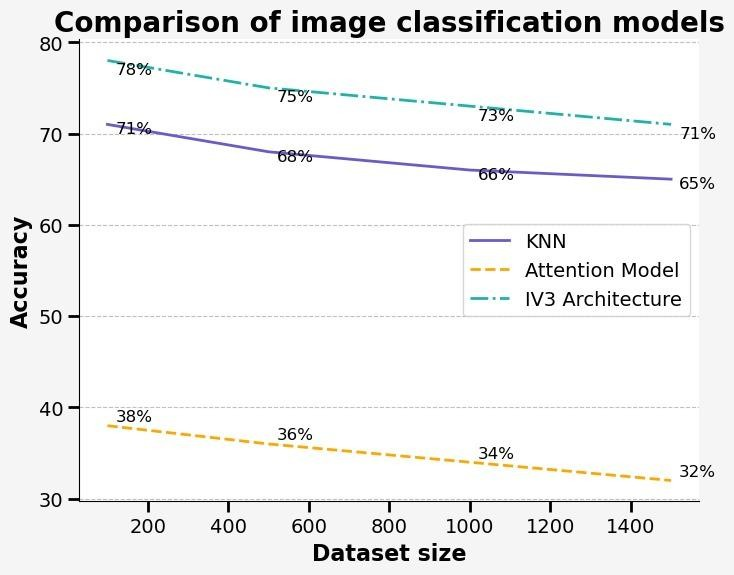 Comparison of image classification models
80
78%
75%
73%
71%
71%
70
68%
66%
65%
60
KNN
Attention Model
IV3 Architecture
Accuracy
50
40
38%
36%
34%
32%
30
200 400 600 800 1000 1200 1400
Dataset size